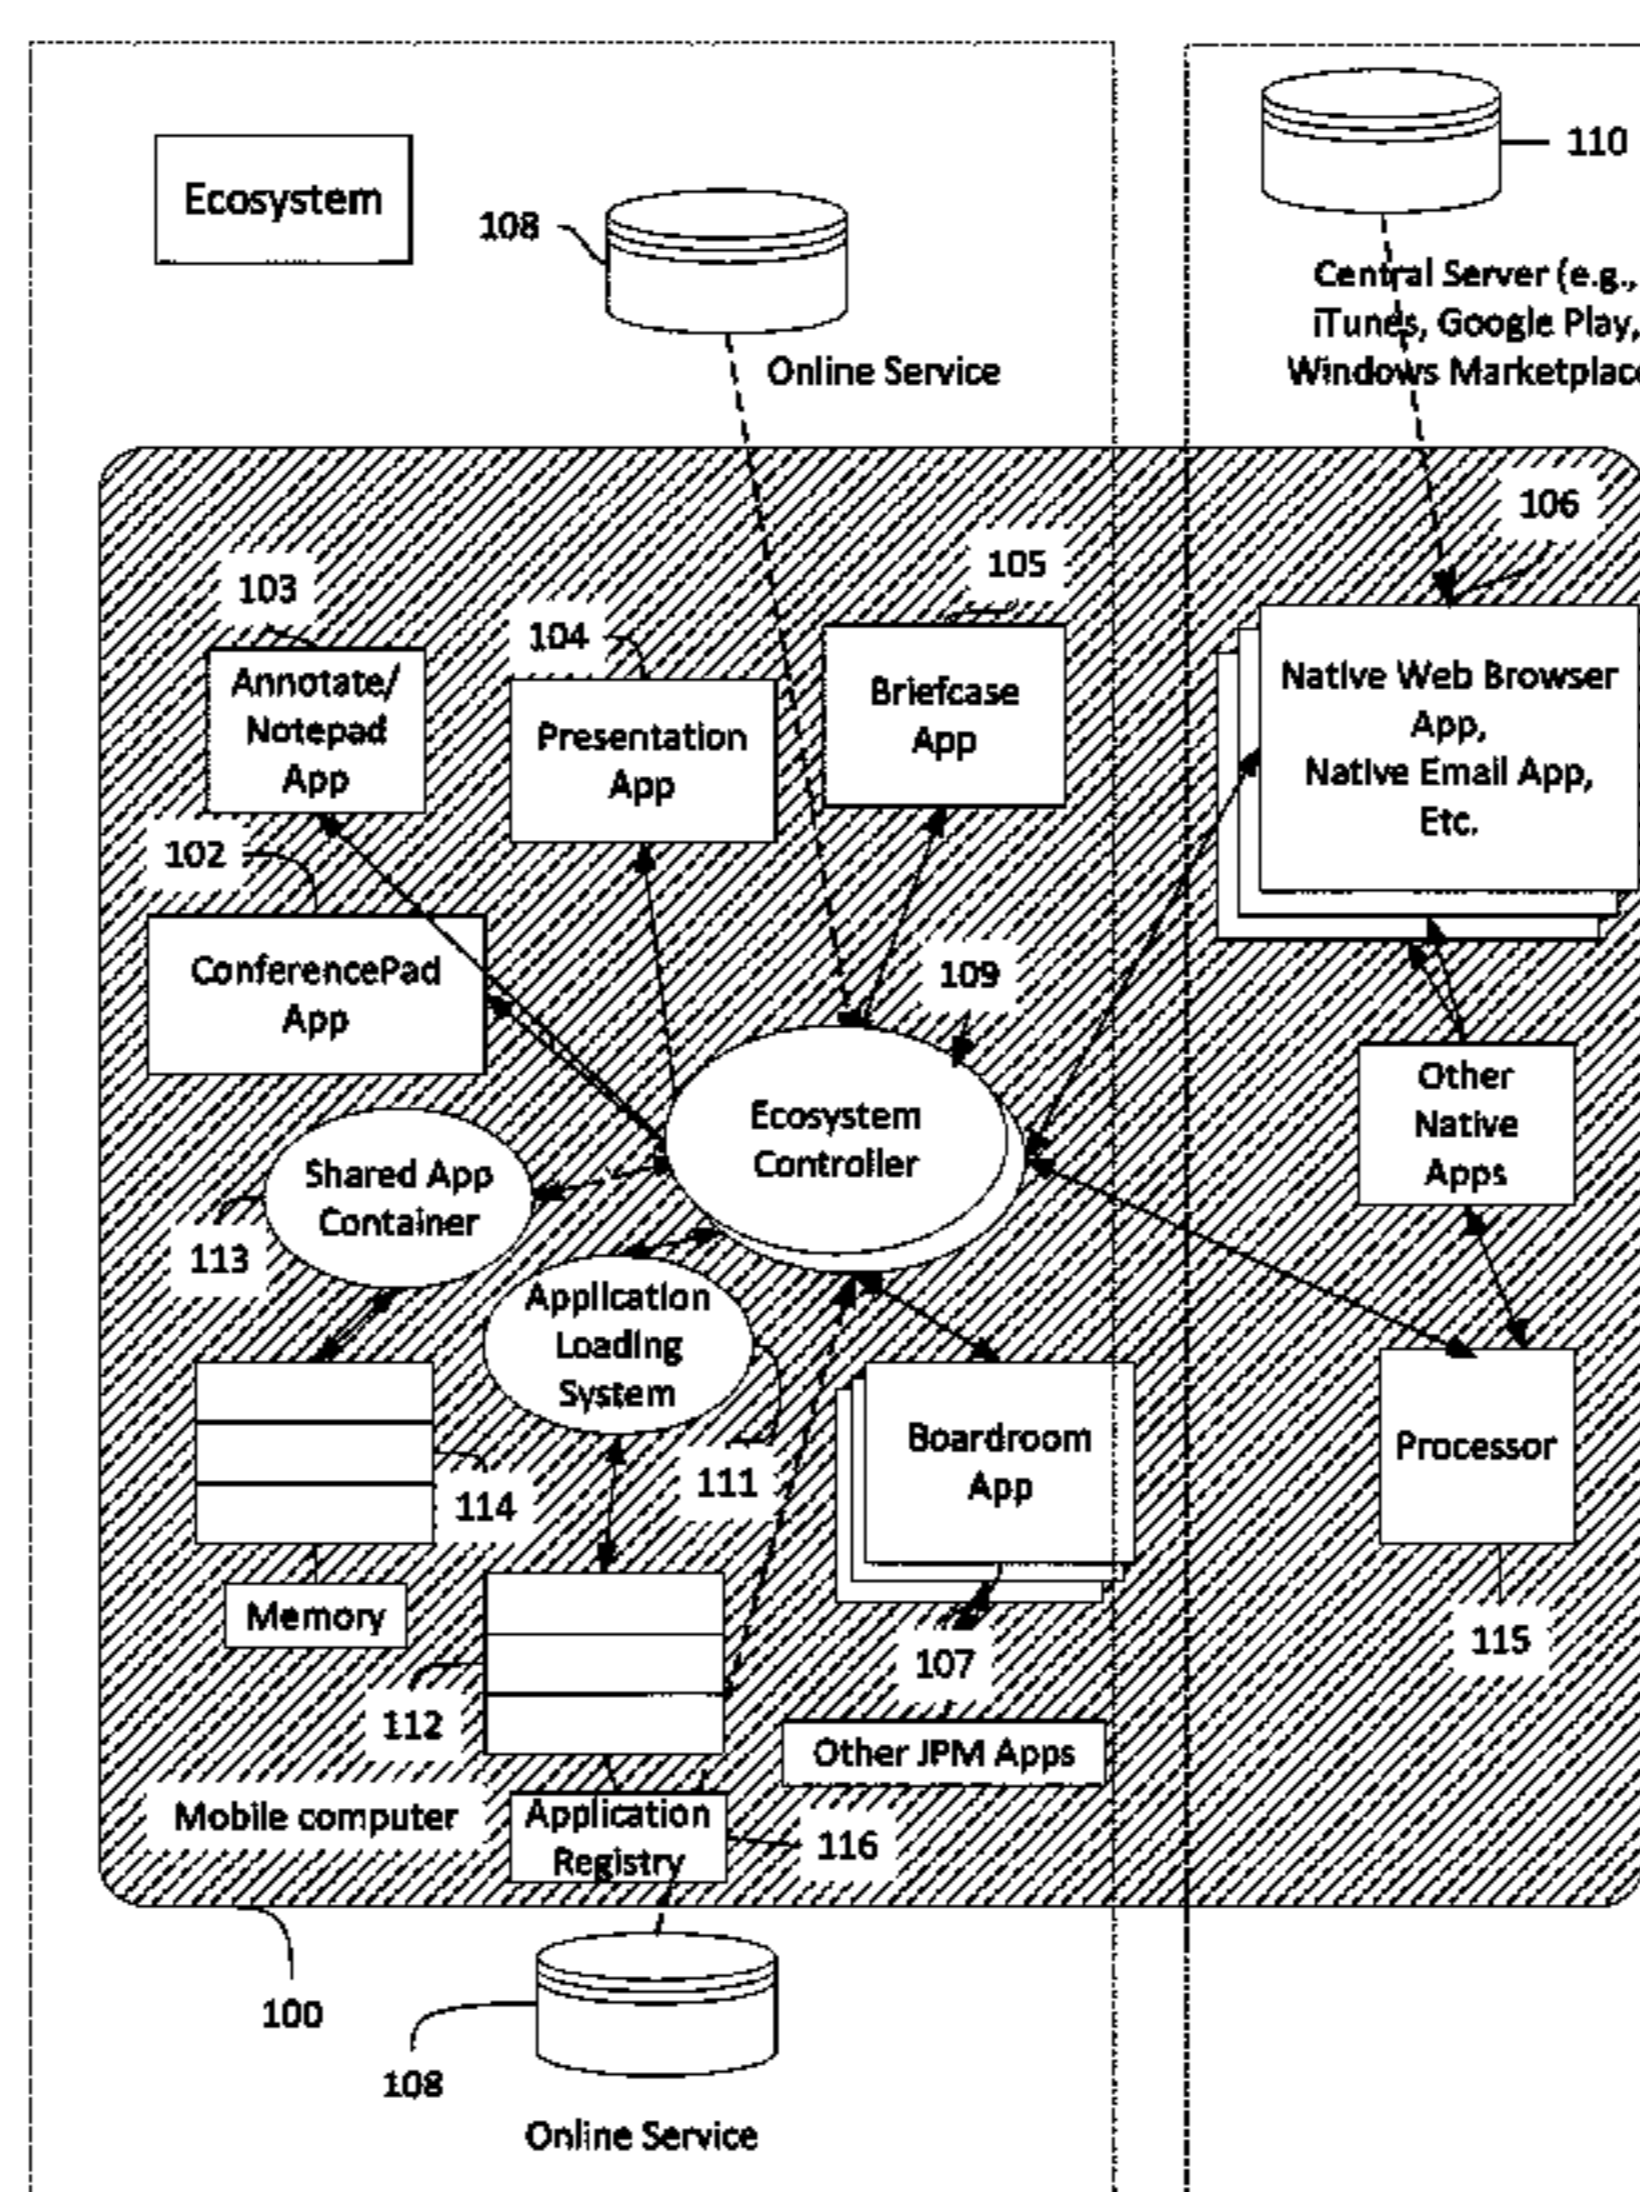 110
Ecosystem
108
Central Server (e.g.,
iTunes, Google Play,
Windows Marketplace
Online Service
106
105
103
104
Annotate/
Notepad
App
Presentation
App
Briefcase
App
Native Web Browser
App,
Native Email App,
Etc.
102
ConferencePad
App
109
Ecosystem
Controller
Other
Native
Apps
Shared App
Container
113
Application
Loading
System
111
114
Boardroom
App
Processor
Memory
115
107
112
Other JPM Apps
Mobile computer
Application
Registry
116
100
108
Online Service